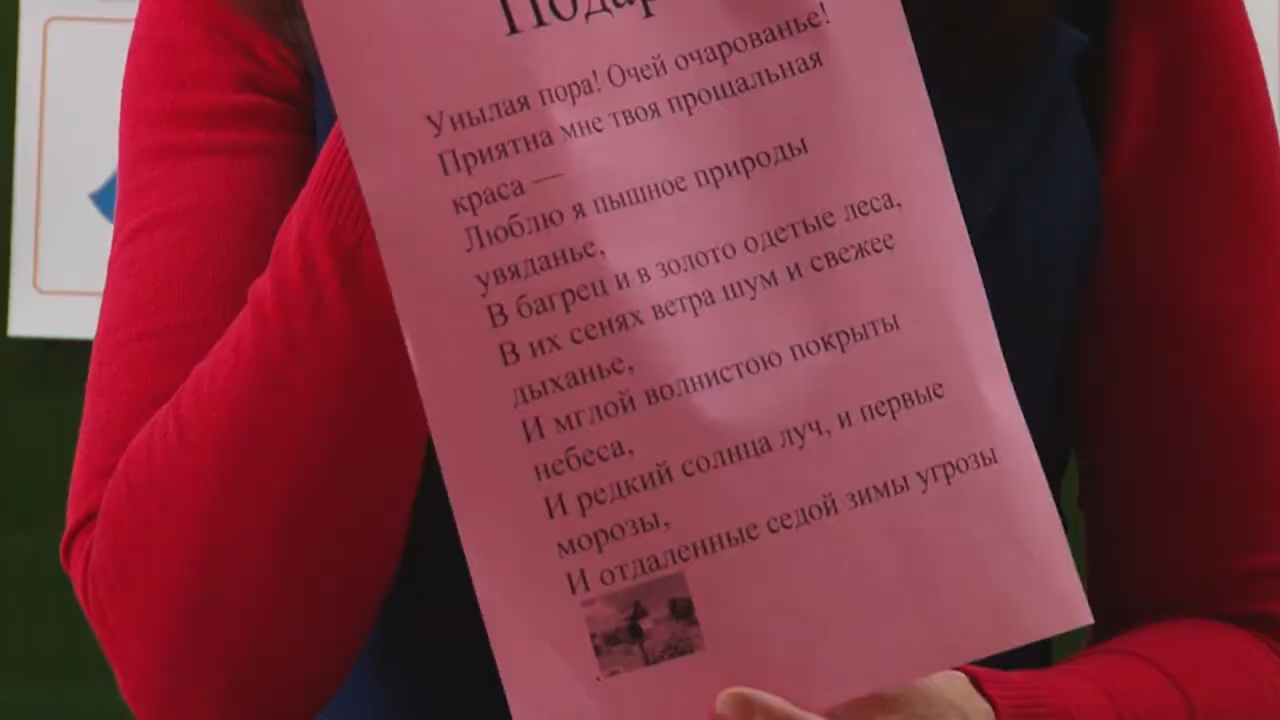 Унылая пора! Очей очарованье!
Приятна мне твоя прощальная
краса —
Люблю я пышное природы
увяданье,
В багрец и в золото одетые леса,
В их сенях ветра шум и свежее
дыханье,
И мглой волнистою покрыты
небеса,
И редкий солнца луч, и первые
морозы,
И отдаленные седой зимы угрозы